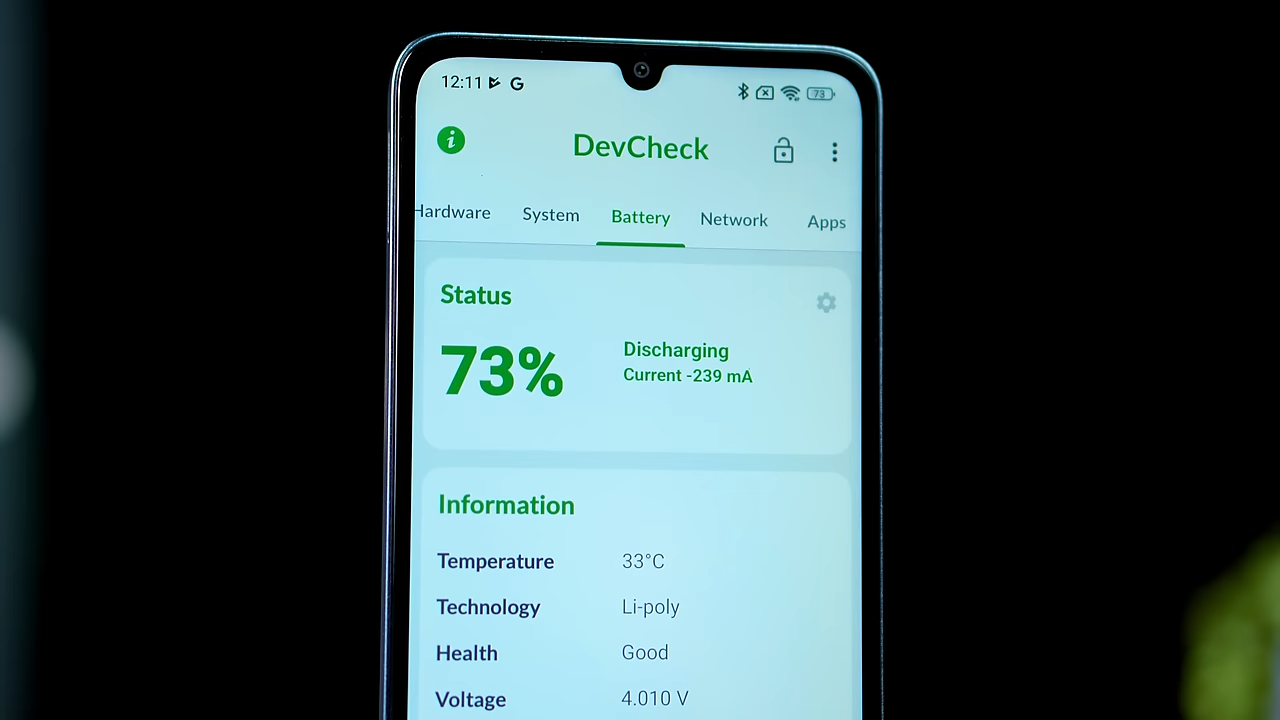 12:11 G 73
i DevCheck
Hardware System Battery Network Apps
Status
73%
Discharging
Current -239 mA
Information
Temperature 33°C
Technology Li-poly
Health Good
Voltage 4.010 V